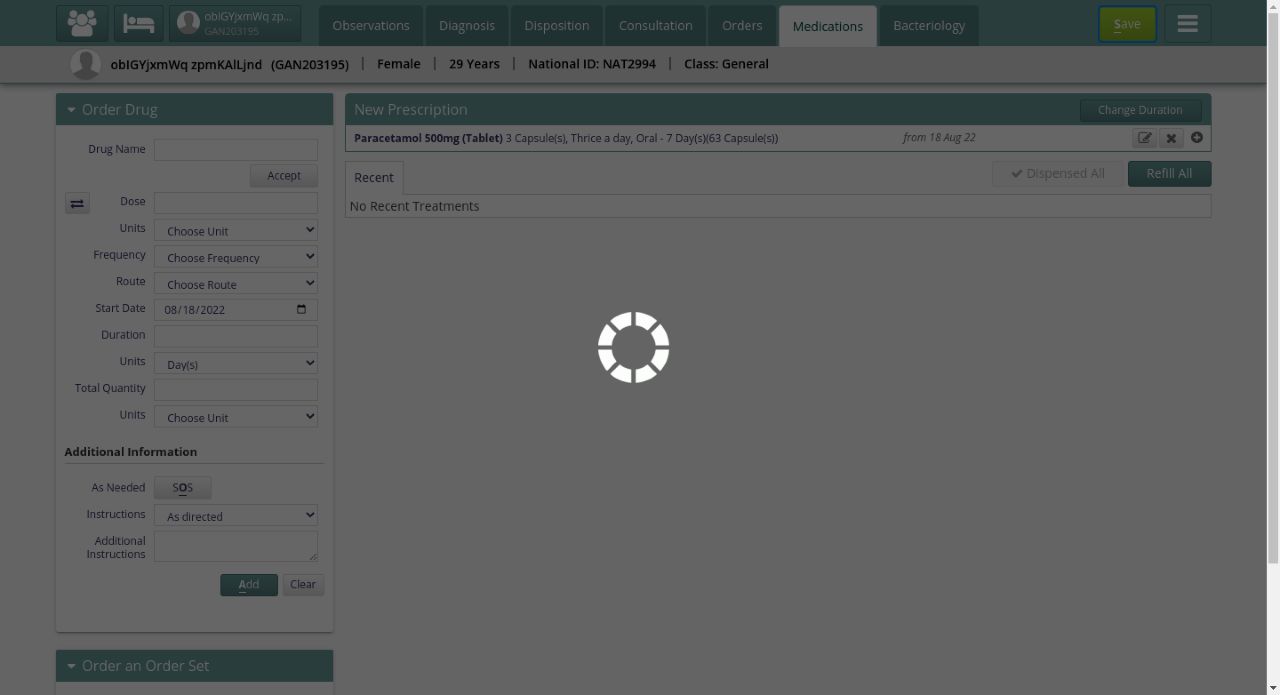 obIGYjxmWq zp...
GAN203195
Observations
Diagnosis
Disposition
Consultation
Orders
Medications
Bacteriology
Save
obIGYjxmWq zpmKAlLjnd (GAN203195) | Female | 29 Years | National ID: NAT2994 | Class: General
Order Drug
Drug Name
Accept
Dose
Units Choose Unit
Frequency Choose Frequency
Route Choose Route
Start Date 08/18/2022
Duration
Units Day(s)
Total Quantity
Units Choose Unit
Additional Information
As Needed SOS
Instructions As directed
Additional
Instructions
Add Clear
Order an Order Set
New Prescription Change Duration
Paracetamol 500mg (Tablet) 3 Capsule(s), Thrice a day, Oral - 7 Day(s)(63 Capsule(s)) from 18 Aug 22
Recent Dispensed All Refill All
No Recent Treatments